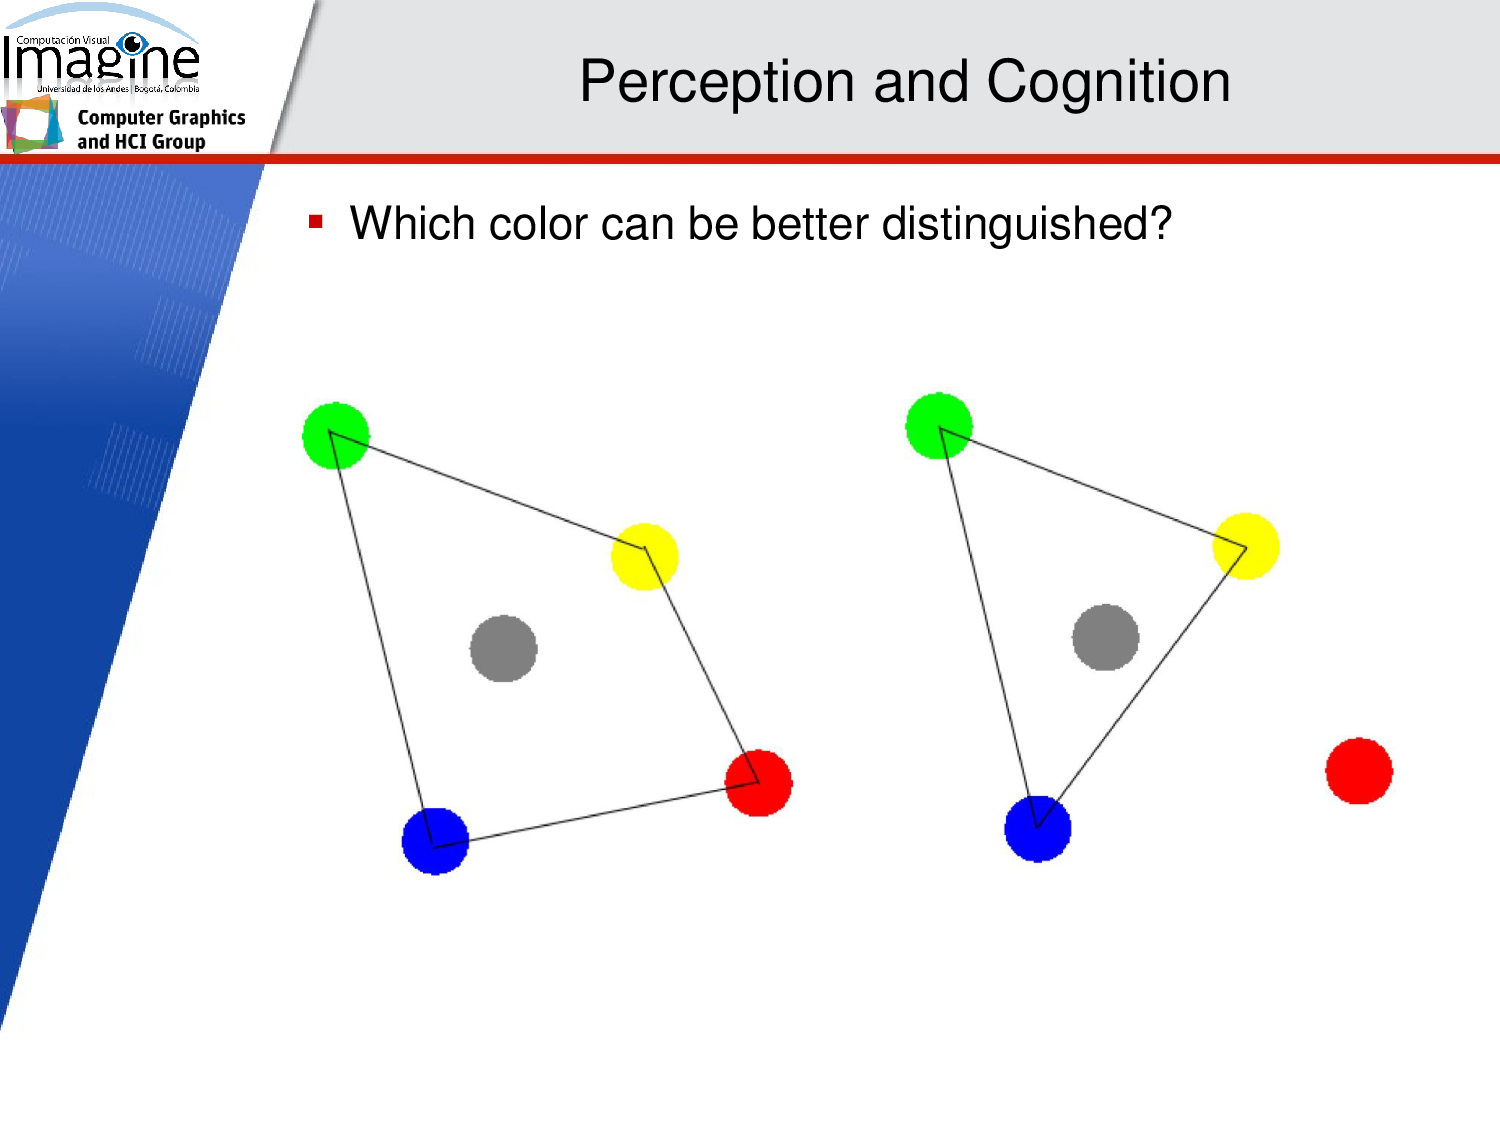 Computación Visual
Imagine
Universidad de los Andes | Bogotá, Colombia
Computer Graphics
and HCI Group
Perception and Cognition
Which color can be better distinguished?